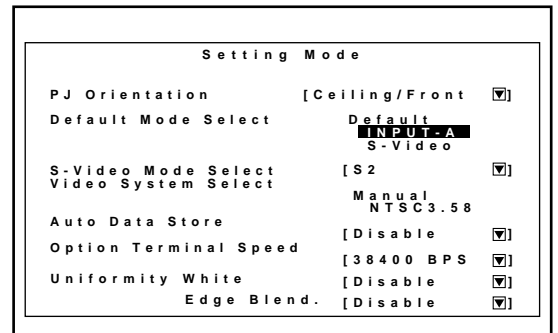 Setting Mode
PJ Orientation [Ceiling/Front ▼]
Default Mode Select Default
INPUT-A
S-Video
S-Video Mode Select [S2 ▼]
Video System Select
Manual
NTSC3.58
Auto Data Store
[Disable ▼]
Option Terminal Speed
[38400 BPS ▼]
Uniformity White [Disable ▼]
Edge Blend. [Disable ▼]